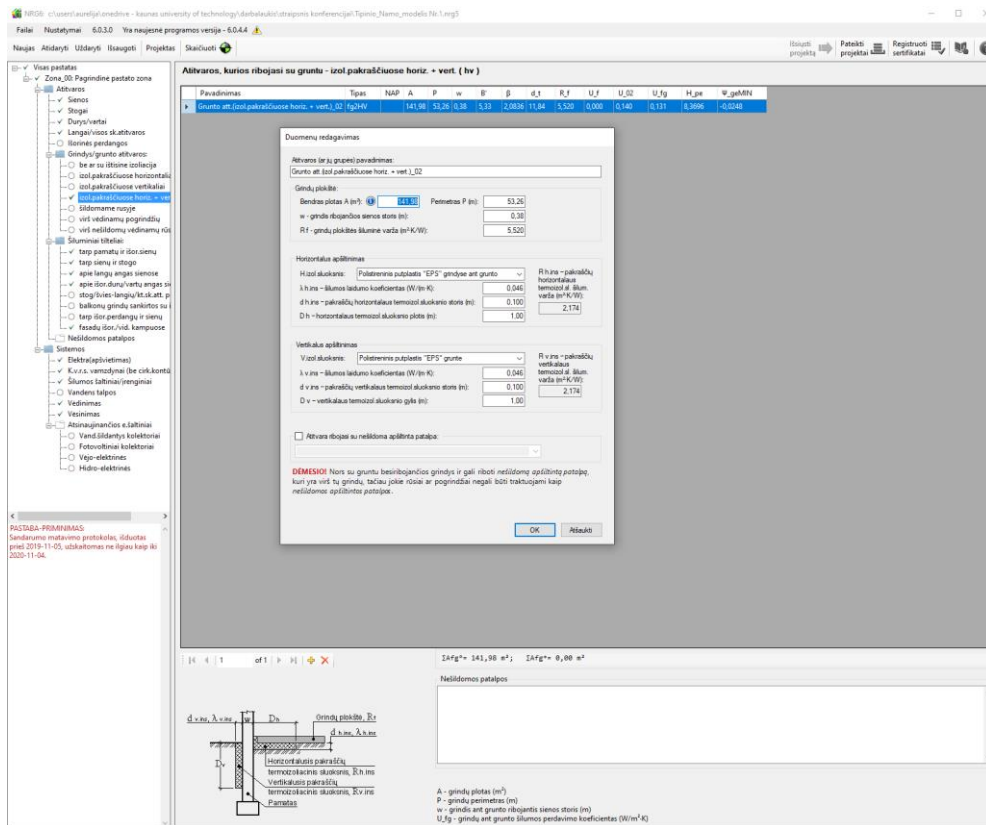 NRG6: c:\users\aurelija\onedrive - kaunas university of technology\darbalaukis\straipsnis konferencijai\Tipinio_Namo_modelis Nr.1.nrg5
Failai Nustatymai 6.0.3.0 Yra naujesnė programos versija - 6.0.4.4
Naujas Atidaryti Uždaryti Išsaugoti Projektas Skaičiuoti
Išsiųsti projektą
Pateikti projektai
Registruoti sertifikatai
Visas pastatas
Zona_00: Pagrindinė pastato zona
Atitvaros
Sienos
Stogai
Durys/vartai
Langai/visos sk.atitvaros
Išorinės perdangos
Grindys/grunto atitvaros:
be ar su ištisine izoliacija
izol.pakraščiuose horizontalia
izol.pakraščiuose vertikaliai
izol.pakraščiuose horiz. + ver
šildomame rūsyje
virš vėdinamų pogrindžių
virš nešildomų vėdinamų rūs
Šiluminiai tilteliai:
tarp pamatų ir išor.sienų
tarp sienų ir stogo
apie langų angas sienose
apie išor.durų/vartų angas si
stog/švies-langių/kt.sk.att. p
balkonų grindų sankirtos su i
tarp išor.perdangų ir sienų
fasadų išor./vid. kampuose
Nešildomos patalpos
Sistemos
Elektra(apšvietimas)
K.v.r.s. vamzdynai (be cirk.kontū
Šilumos šaltiniai/įrenginiai
Vandens talpos
Vėdinimas
Vėsinimas
Atsinaujinančios e.šaltiniai
Vand.šildantys kolektoriai
Fotovoltiniai kolektoriai
Vėjo-elektrinės
Hidro-elektrinės
PASTABA-PRIMINIMAS:
Sandarumo matavimo protokolas, išduotas
prieš 2019-11-05, užskaitomas ne ilgiau kaip iki
2020-11-04.
Atitvaros, kurios ribojasi su gruntu - izol.pakraščiuose horiz. + vert. ( hv )
Pavadinimas Tipas NAP A P w B' β d_t R_f U_f U_02 U_fg H_pe Ψ_geMIN
Grunto att.(izol.pakraščiuose horiz. + vert.)_02 fg2HV 141,98 53,26 0,38 5,33 2,0836 11,84 5,520 0,000 0,140 0,131 8,3696 -0,0248
Duomenų redagavimas
Atitvaros (ar jų grupės) pavadinimas:
Grunto att.(izol.pakraščiuose horiz. + vert.)_02
Grindų plokštė:
Bendras plotas A (m²): 141,98 Perimetras P (m): 53,26
w - grindis ribojančios sienos storis (m): 0,38
R.f - grindų plokštės šiluminė varža (m²·K/W): 5,520
Horizontalus apšiltinimas
H.izol.sluoksnis: Polistireninis putplastis "EPS" grindyse ant grunto
λ h.ins – šilumos laidumo koeficientas (W/(m·K): 0,046
d h.ins - pakraščių horizontalaus termoizol.sluoksnio storis (m): 0,100
D h – horizontalaus termoizol sluoksnio plotis (m): 1,00
R h.ins – pakraščių
horizontalaus
termoizol.sl. šilum.
varža (m²·K/W):
2,174
Vertikalus apšiltinimas
V.izol.sluoksnis: Polistireninis putplastis "EPS" grunte
λ v.ins – šilumos laidumo koeficientas (W/(m·K): 0,046
d v.ins – pakraščių vertikalaus termoizol sluoksnio storis (m): 0,100
D v – vertikalaus termoizol.sluoksnio gylis (m): 1,00
R v.ins – pakraščių
vertikalaus
termoizol.sl. šilum.
varža (m²·K/W):
2,174
Atitvara ribojasi su nešildoma apšiltinta patalpa:
DĖMESIO! Nors su gruntu besiribojančios grindys ir gali riboti nešildomą apšiltintą patalpą,
kuri yra virš tų grindų, tačiau jokie rūsiai ar pogrindžiai negali būti traktuojami kaip
nešildomos apšiltintos patalpos.
OK Atšaukti
1 of 1
ΣAfg°= 141,98 m²; ΣAfg*= 0,00 m²
Nešildomos patalpos
d v.ins, λ v.ins w Dh Grindų plokštė, Rf
d h.ins, λ h.ins
Dv
Horizontalusis pakraščių
termoizoliacinis sluoksnis, Rh.ins
Vertikalusis pakraščių
termoizoliacinis sluoksnis, Rv.ins
Pamatas
A - grindų plotas (m²)
P - grindų perimetras (m)
w - grindis ant grunto ribojantis sienos storis (m)
U_fg - grindų ant grunto šilumos perdavimo koeficientas (W/m²·K)